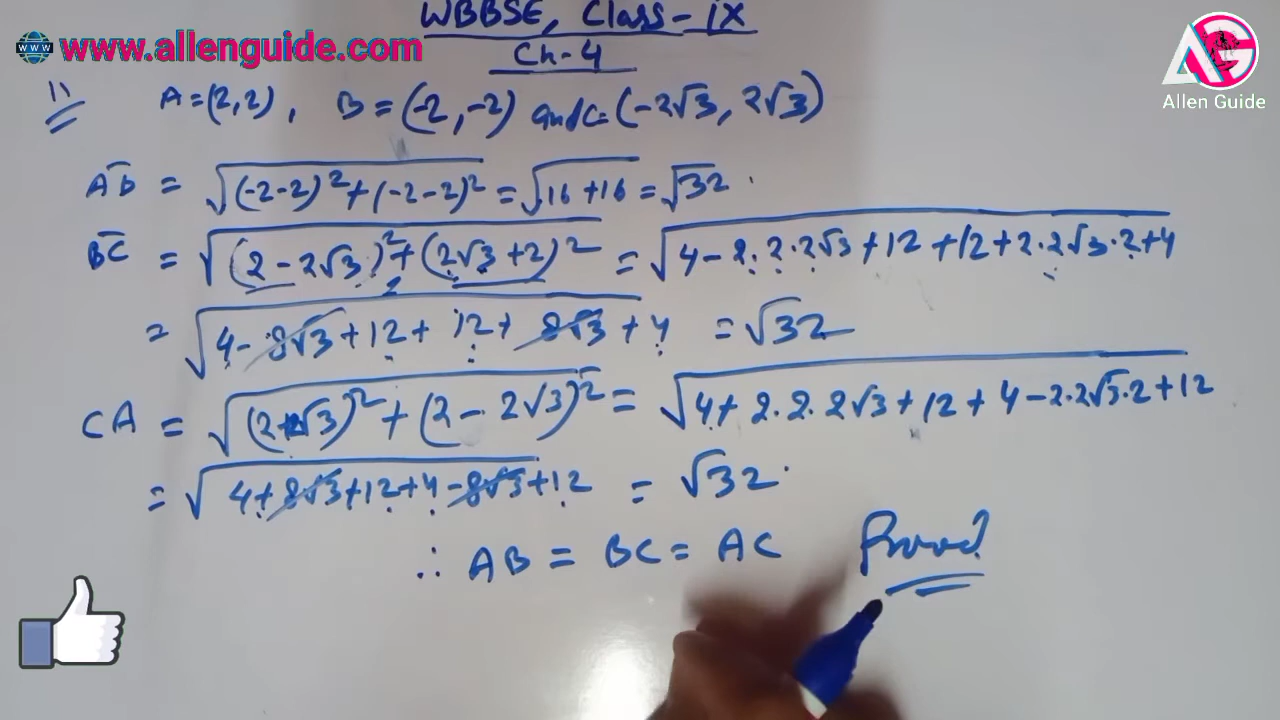 WBBSE, Class-IX
www.allenguide.com
Ch-4
Allen Guide
11 A=(2,2), B=(-2,-2) and C=(-2√3, 2√3)
AB = √(-2-2)²+(-2-2)² = √16+16 = √32
BC = √(2-2√3)²+(2√3+2)² = √4-2·2·2√3+12+12+2·2√3·2+4
= √4-8√3+12+12+8√3+4 = √32
CA = √(2+2√3)²+(2-2√3)² = √4+2·2·2√3+12+4-2·2√3·2+12
= √4+8√3+12+4-8√3+12 = √32
∴ AB = BC = AC Proved